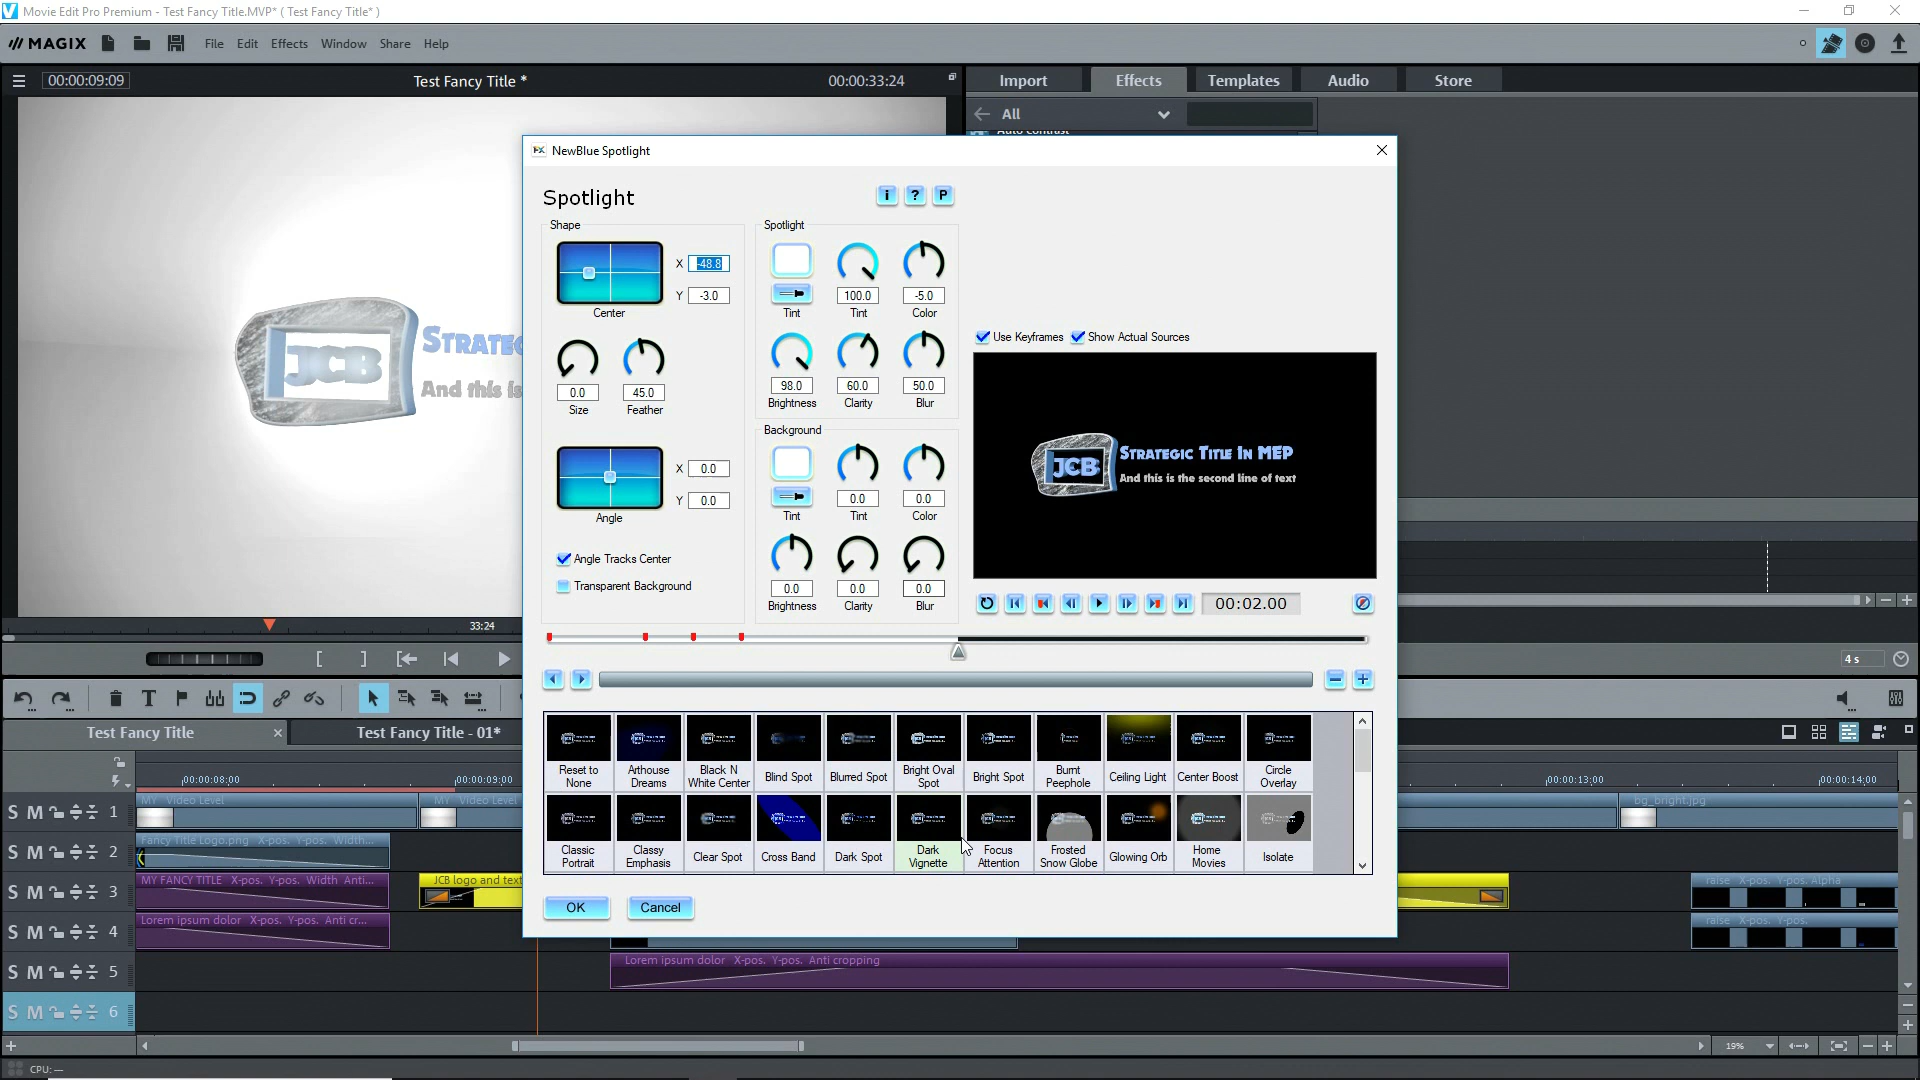 Movie Edit Pro Premium - Test Fancy Title.MVP* ( Test Fancy Title* )
MAGIX File Edit Effects Window Share Help
00:00:09:09 Test Fancy Title * 00:00:33:24
Import Effects Templates Audio Store
All
Auto contrast
NewBlue Spotlight
Spotlight
i ? P
Shape
Spotlight
X -48.8
Y -3.0
Center
100.0 -5.0
Tint Tint Color
0.0 45.0
Size Feather
98.0 60.0 50.0
Brightness Clarity Blur
Background
X 0.0
Y 0.0
Angle
0.0 0.0
Tint Tint Color
Angle Tracks Center
Transparent Background
0.0 0.0 0.0
Brightness Clarity Blur
Use Keyframes Show Actual Sources
JCB Strategic Title In MEP
And this is the second line of text
00:02.00
JCB Strateg
And this is
33:24
4 s
Test Fancy Title Test Fancy Title - 01*
00:00:08:00 00:00:09:00 00:00:13:00 00:00:14:00
Reset to None
Arthouse Dreams
Black N White Center
Blind Spot
Blurred Spot
Bright Oval Spot
Bright Spot
Burnt Peephole
Ceiling Light
Center Boost
Circle Overlay
Classic Portrait
Classy Emphasis
Clear Spot
Cross Band
Dark Spot
Dark Vignette
Focus Attention
Frosted Snow Globe
Glowing Orb
Home Movies
Isolate
OK Cancel
S M 1
MY Video Level MY Video Level bg_bright.jpg
S M 2
Fancy Title Logo.png X-pos. Y-pos. Width...
S M 3
MY FANCY TITLE X-pos. Y-pos. Width Anti... JCB logo and text raise X-pos. Y-pos. Alpha
S M 4
Lorem ipsum dolor X-pos. Y-pos. Anti cr... raise X-pos. Y-pos.
S M 5
Lorem ipsum dolor X-pos. Y-pos. Anti cropping
S M 6
19%
CPU: —